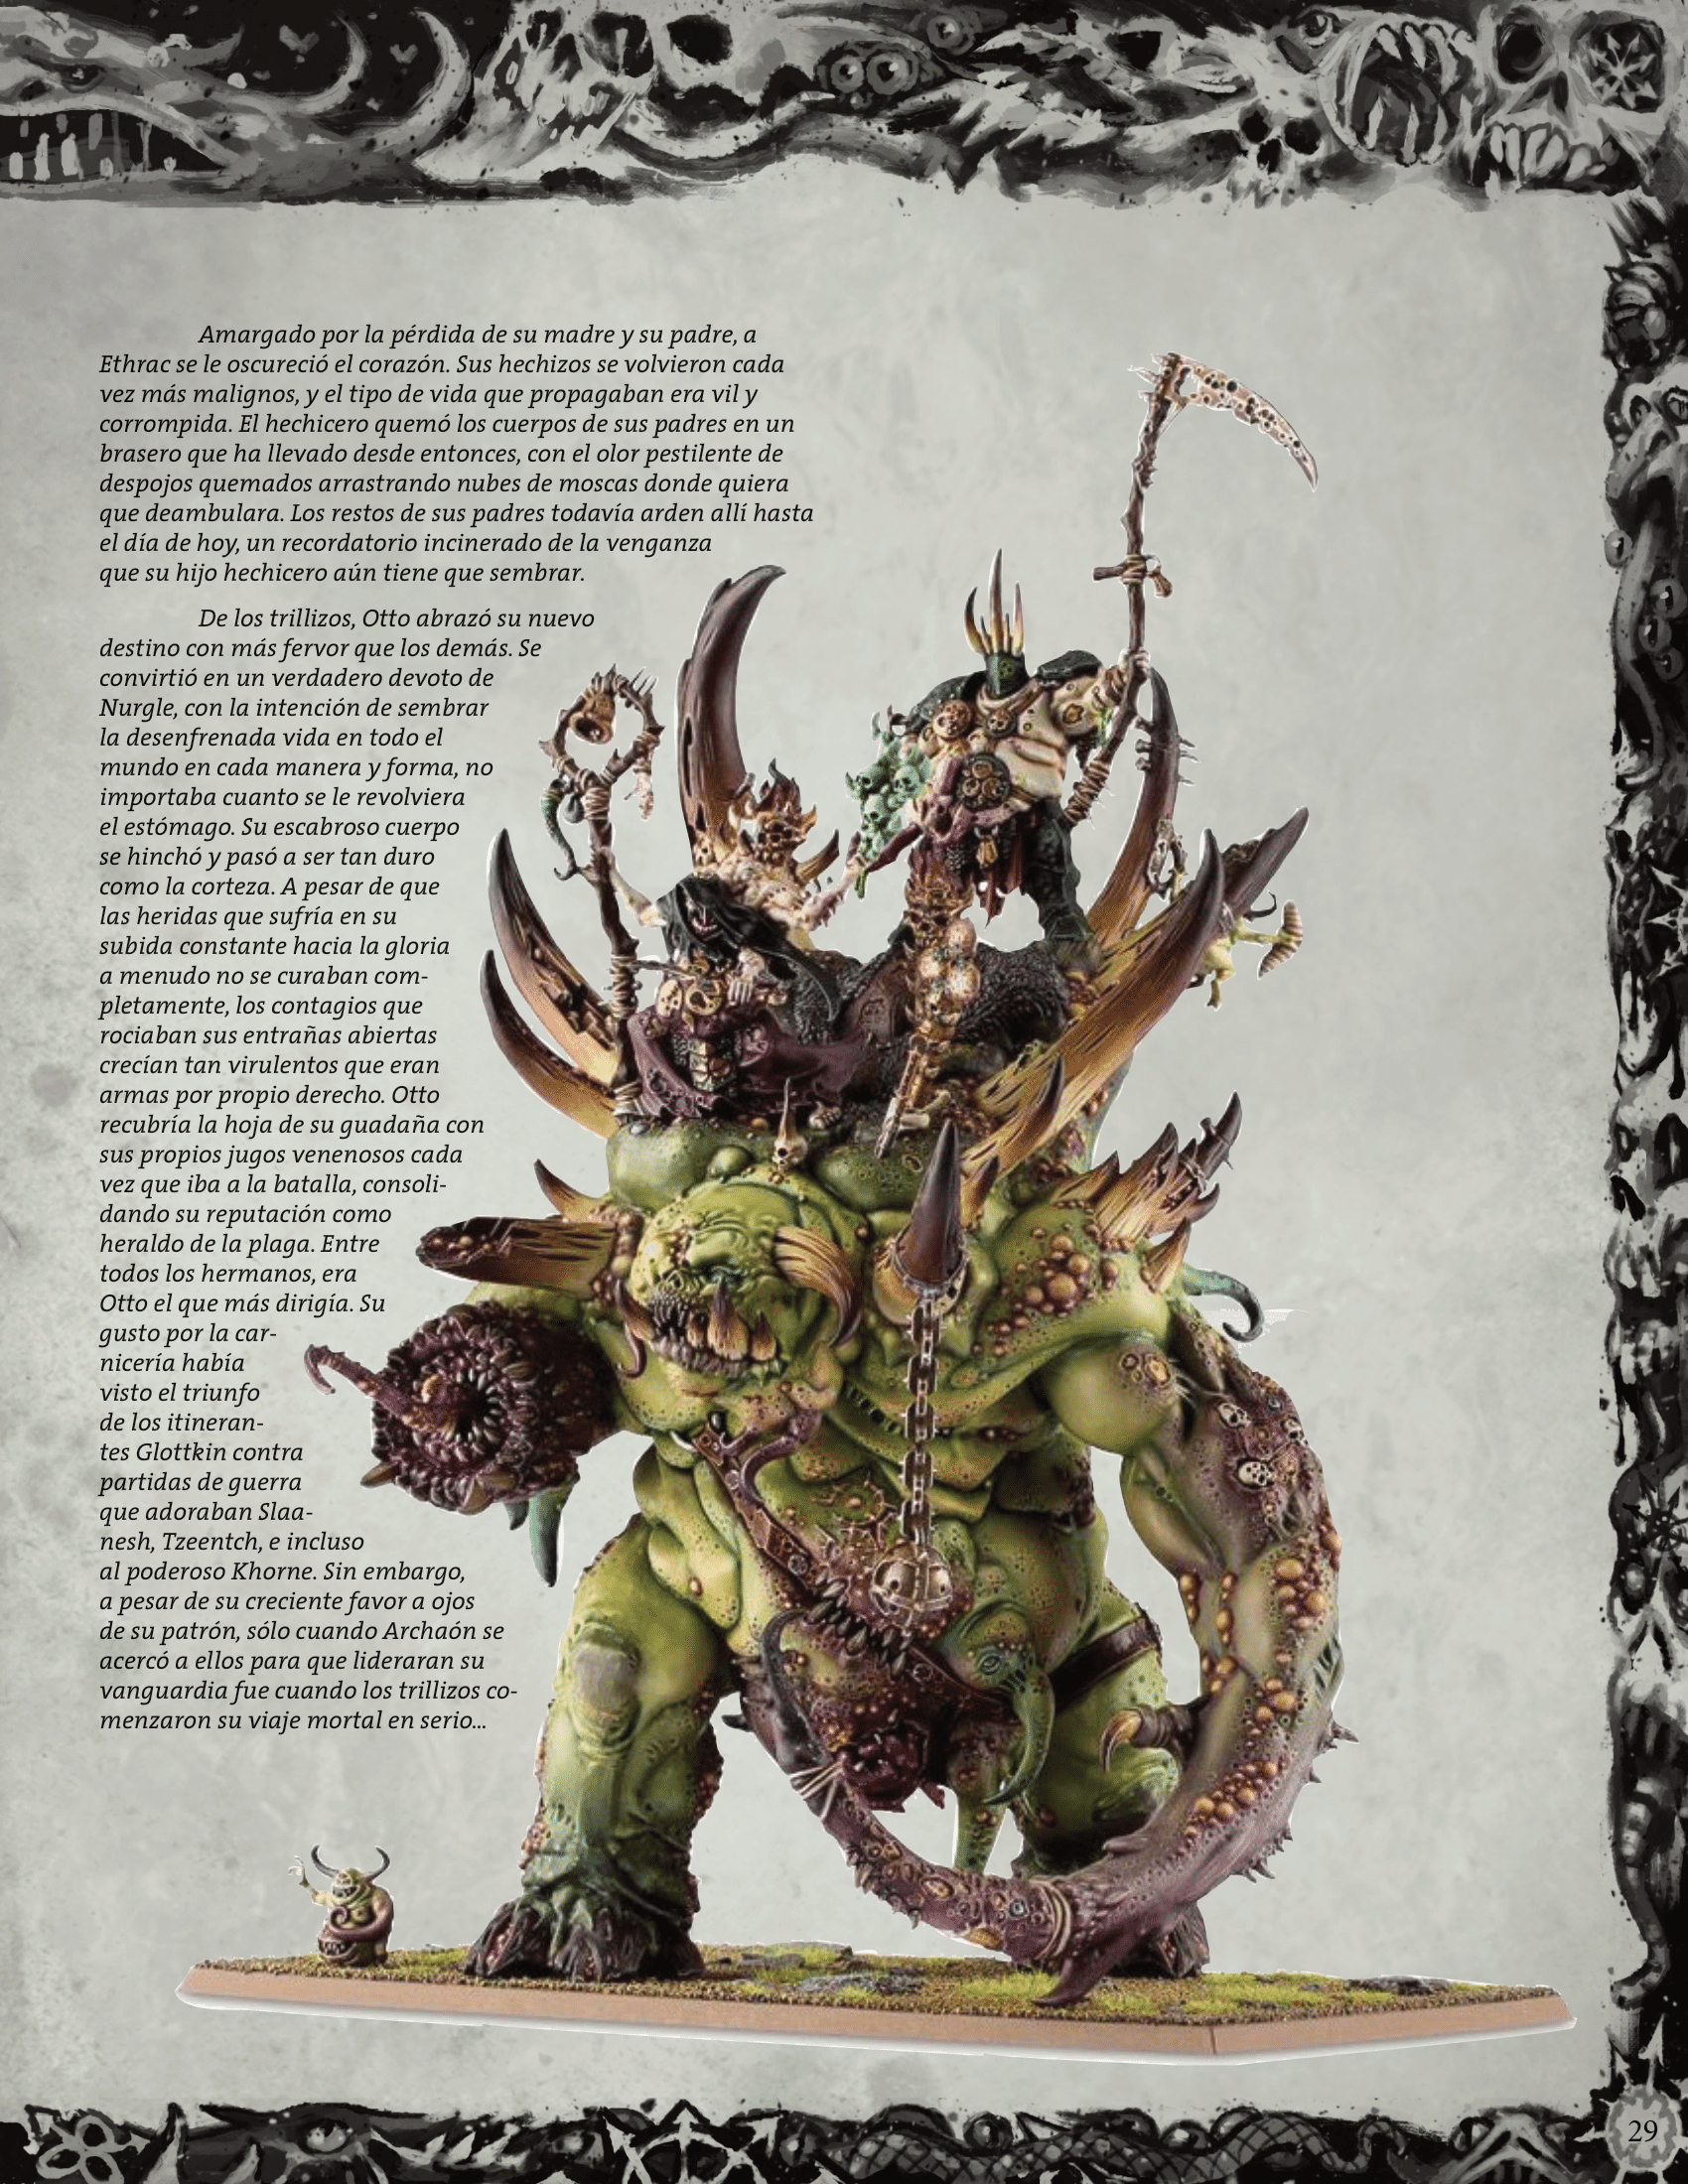 Amargado por la pérdida de su madre y su padre, a
Ethrac se le oscureció el corazón. Sus hechizos se volvieron cada
vez más malignos, y el tipo de vida que propagaban era vil y
corrompida. El hechicero quemó los cuerpos de sus padres en un
brasero que ha llevado desde entonces, con el olor pestilente de
despojos quemados arrastrando nubes de moscas donde quiera
que deambulara. Los restos de sus padres todavía arden allí hasta
el día de hoy, un recordatorio incinerado de la venganza
que su hijo hechicero aún tiene que sembrar.
De los trillizos, Otto abrazó su nuevo
destino con más fervor que los demás. Se
convirtió en un verdadero devoto de
Nurgle, con la intención de sembrar
la desenfrenada vida en todo el
mundo en cada manera y forma, no
importaba cuanto se le revolviera
el estómago. Su escabroso cuerpo
se hinchó y pasó a ser tan duro
como la corteza. A pesar de que
las heridas que sufría en su
subida constante hacia la gloria
a menudo no se curaban com-
pletamente, los contagios que
rociaban sus entrañas abiertas
crecían tan virulentos que eran
armas por propio derecho. Otto
recubría la hoja de su guadaña con
sus propios jugos venenosos cada
vez que iba a la batalla, consoli-
dando su reputación como
heraldo de la plaga. Entre
todos los hermanos, era
Otto el que más dirigía. Su
gusto por la car-
nicería había
visto el triunfo
de los itineran-
tes Glottkin contra
partidas de guerra
que adoraban Slaa-
nesh, Tzeentch, e incluso
al poderoso Khorne. Sin embargo,
a pesar de su creciente favor a ojos
de su patrón, sólo cuando Archaón se
acercó a ellos para que lideraran su
vanguardia fue cuando los trillizos co-
menzaron su viaje mortal en serio...
29